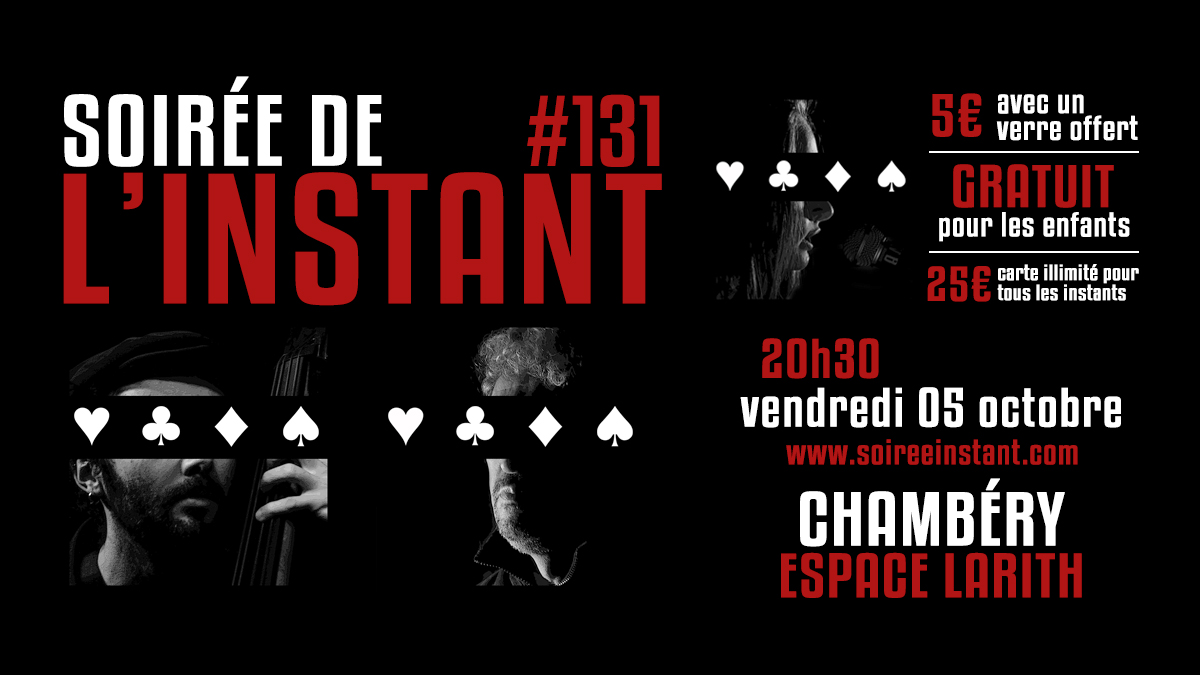 SOIRÉE DE #131
L'INSTANT
5€ avec un
verre offert
GRATUIT
pour les enfants
25€ carte illimité pour
tous les instants
20h30
vendredi 05 octobre
www.soireeinstant.com
CHAMBÉRY
ESPACE LARITH